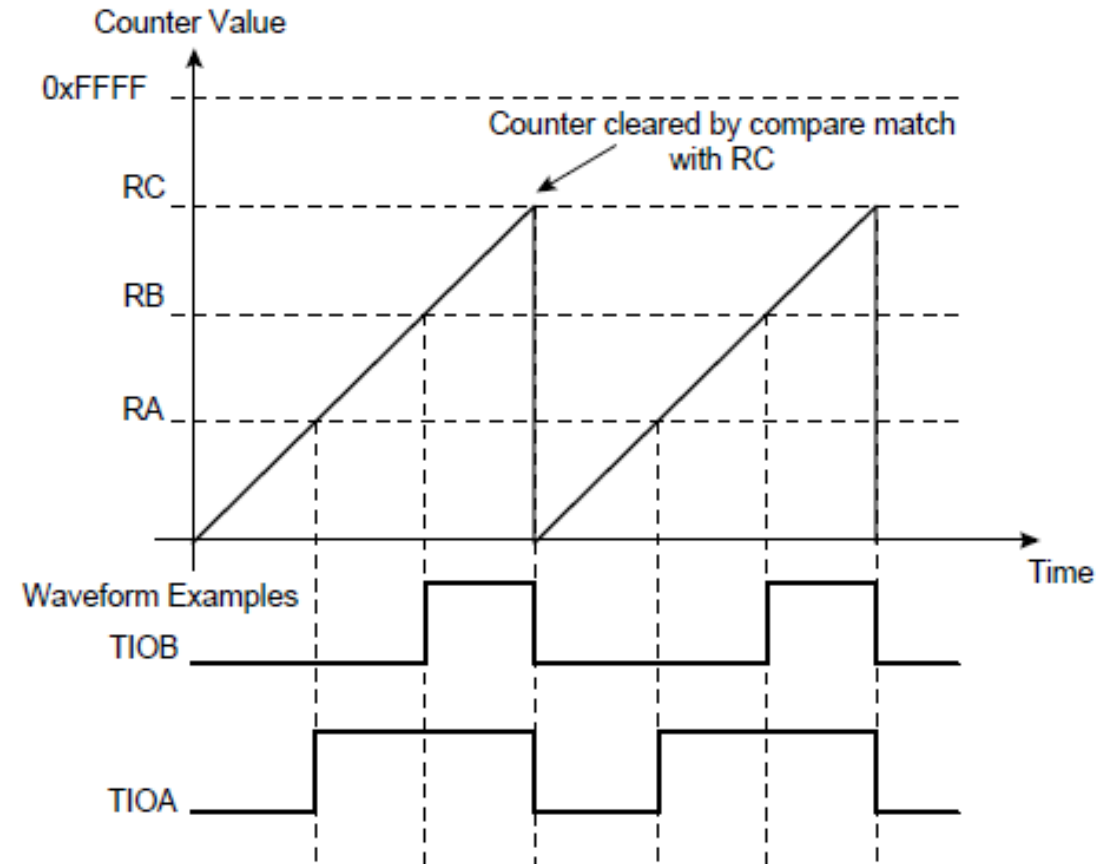 Counter Value
0xFFFF
Counter cleared by compare match
with RC
RC
RB
RA
Time
Waveform Examples
TIOB
TIOA